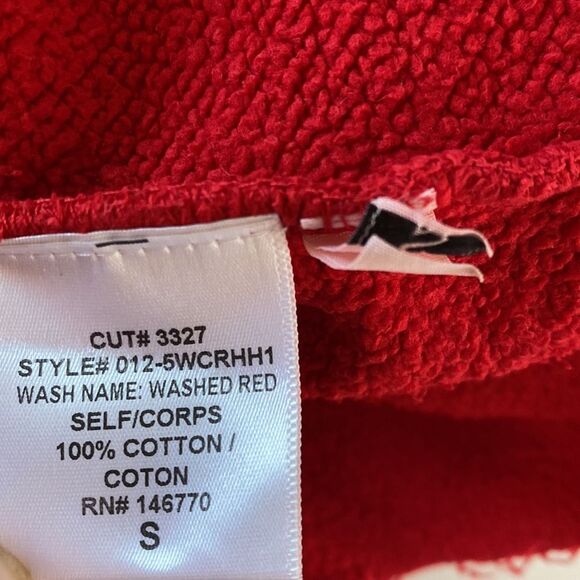 CUT# 3327
STYLE# 012-5WCRHH1
WASH NAME: WASHED RED
SELF/CORPS
100% COTTON /
COTON
RN# 146770
S